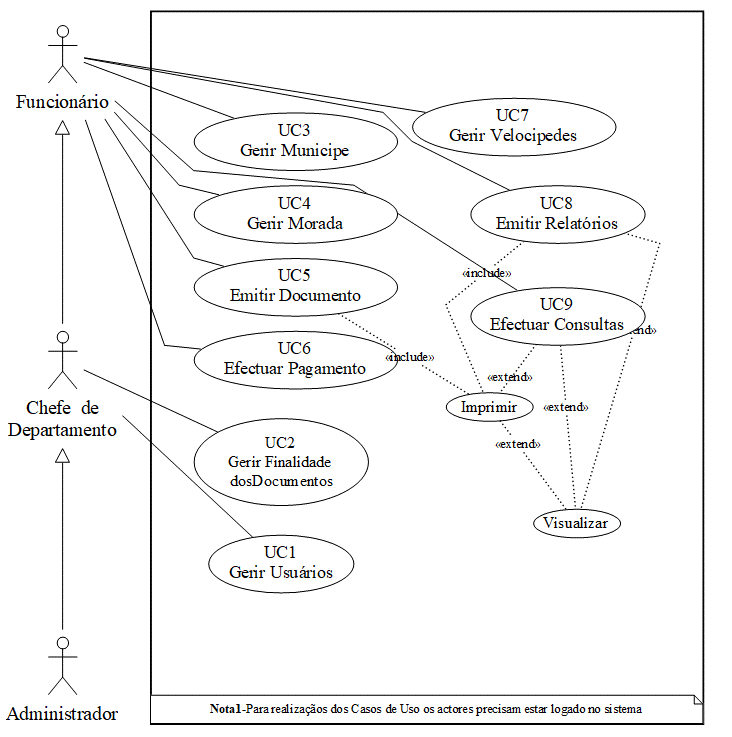 Funcionário
UC3
Gerir Municipe
UC7
Gerir Velocipedes
UC4
Gerir Morada
UC8
Emitir Relatórios
«include»
UC5
Emitir Documento
UC9
Efectuar Consultas
end»
«include»
UC6
Efectuar Pagamento
«extend»
Imprimir
«extend»
«extend»
Chefe de
Departamento
UC2
Gerir Finalidade
dosDocumentos
Visualizar
UC1
Gerir Usuários
Administrador
Nota1-Para realizaçãos dos Casos de Uso os actores precisam estar logado no sistema